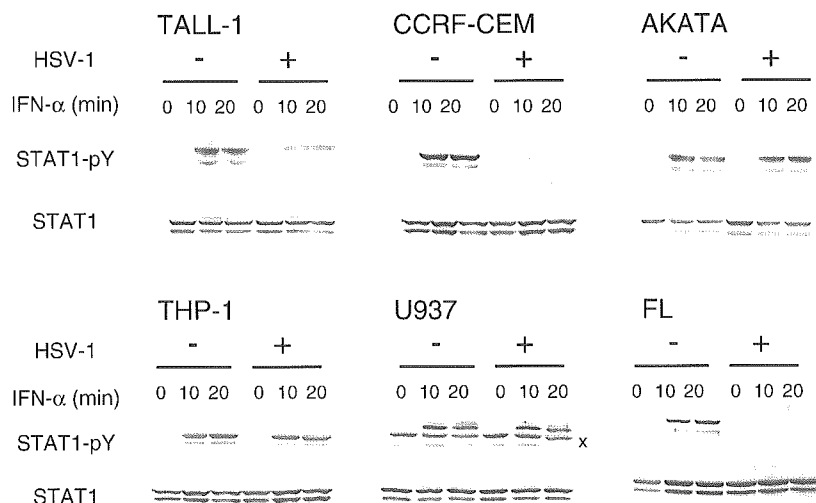 TALL-1 CCRF-CEM AKATA
HSV-1 - + - + - +
IFN-α (min) 0 10 20 0 10 20 0 10 20 0 10 20 0 10 20 0 10 20
STAT1-pY
STAT1
THP-1 U937 FL
HSV-1 - + - + - +
IFN-α (min) 0 10 20 0 10 20 0 10 20 0 10 20 0 10 20 0 10 20
STAT1-pY x
STAT1